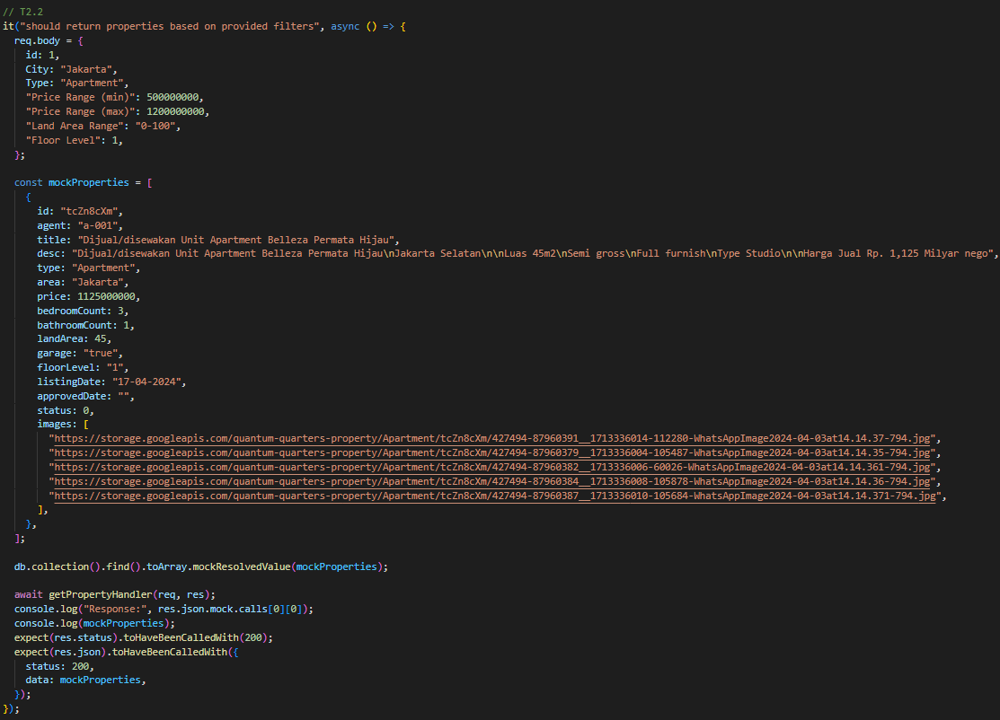 // T2.2
it("should return properties based on provided filters", async () => {
  req.body = {
    id: 1,
    City: "Jakarta",
    Type: "Apartment",
    "Price Range (min)": 500000000,
    "Price Range (max)": 1200000000,
    "Land Area Range": "0-100",
    "Floor Level": 1,
  };

  const mockProperties = [
    {
      id: "tcZn8cXm",
      agent: "a-001",
      title: "Dijual/disewakan Unit Apartment Belleza Permata Hijau",
      desc: "Dijual/disewakan Unit Apartment Belleza Permata Hijau\nJakarta Selatan\n\nLuas 45m2\nSemi gross\nFull furnish\nType Studio\n\nHarga Jual Rp. 1,125 Milyar nego",
      type: "Apartment",
      area: "Jakarta",
      price: 1125000000,
      bedroomCount: 3,
      bathroomCount: 1,
      landArea: 45,
      garage: "true",
      floorLevel: "1",
      listingDate: "17-04-2024",
      approvedDate: "",
      status: 0,
      images: [
        "https://storage.googleapis.com/quantum-quarters-property/Apartment/tcZn8cXm/427494-87960391__1713336014-112280-WhatsAppImage2024-04-03at14.14.37-794.jpg",
        "https://storage.googleapis.com/quantum-quarters-property/Apartment/tcZn8cXm/427494-87960379__1713336004-105487-WhatsAppImage2024-04-03at14.14.35-794.jpg",
        "https://storage.googleapis.com/quantum-quarters-property/Apartment/tcZn8cXm/427494-87960382__1713336006-60026-WhatsAppImage2024-04-03at14.14.361-794.jpg",
        "https://storage.googleapis.com/quantum-quarters-property/Apartment/tcZn8cXm/427494-87960384__1713336008-105878-WhatsAppImage2024-04-03at14.14.36-794.jpg",
        "https://storage.googleapis.com/quantum-quarters-property/Apartment/tcZn8cXm/427494-87960387__1713336010-105684-WhatsAppImage2024-04-03at14.14.371-794.jpg",
      ],
    },
  ];

  db.collection().find().toArray.mockResolvedValue(mockProperties);

  await getPropertyHandler(req, res);
  console.log("Response:", res.json.mock.calls[0][0]);
  console.log(mockProperties);
  expect(res.status).toHaveBeenCalledWith(200);
  expect(res.json).toHaveBeenCalledWith({
    status: 200,
    data: mockProperties,
  });
});